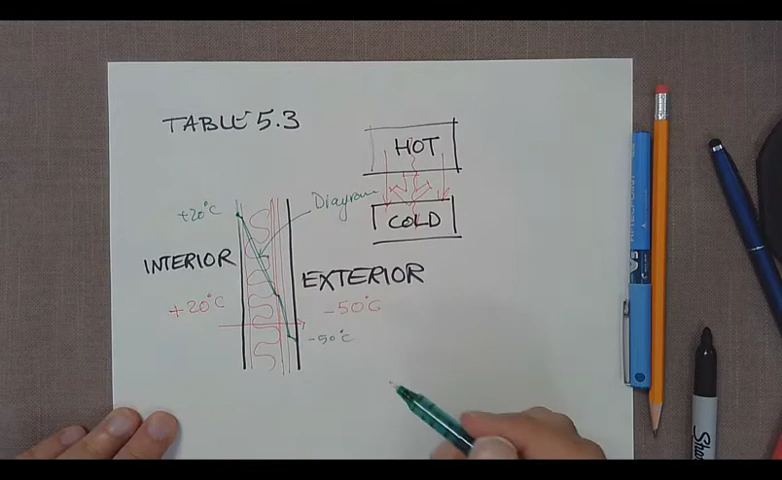 TABLE 5.3
HOT
COLD
+20°C
Diagram
INTERIOR
EXTERIOR
+20°C
-50°C
-50°C